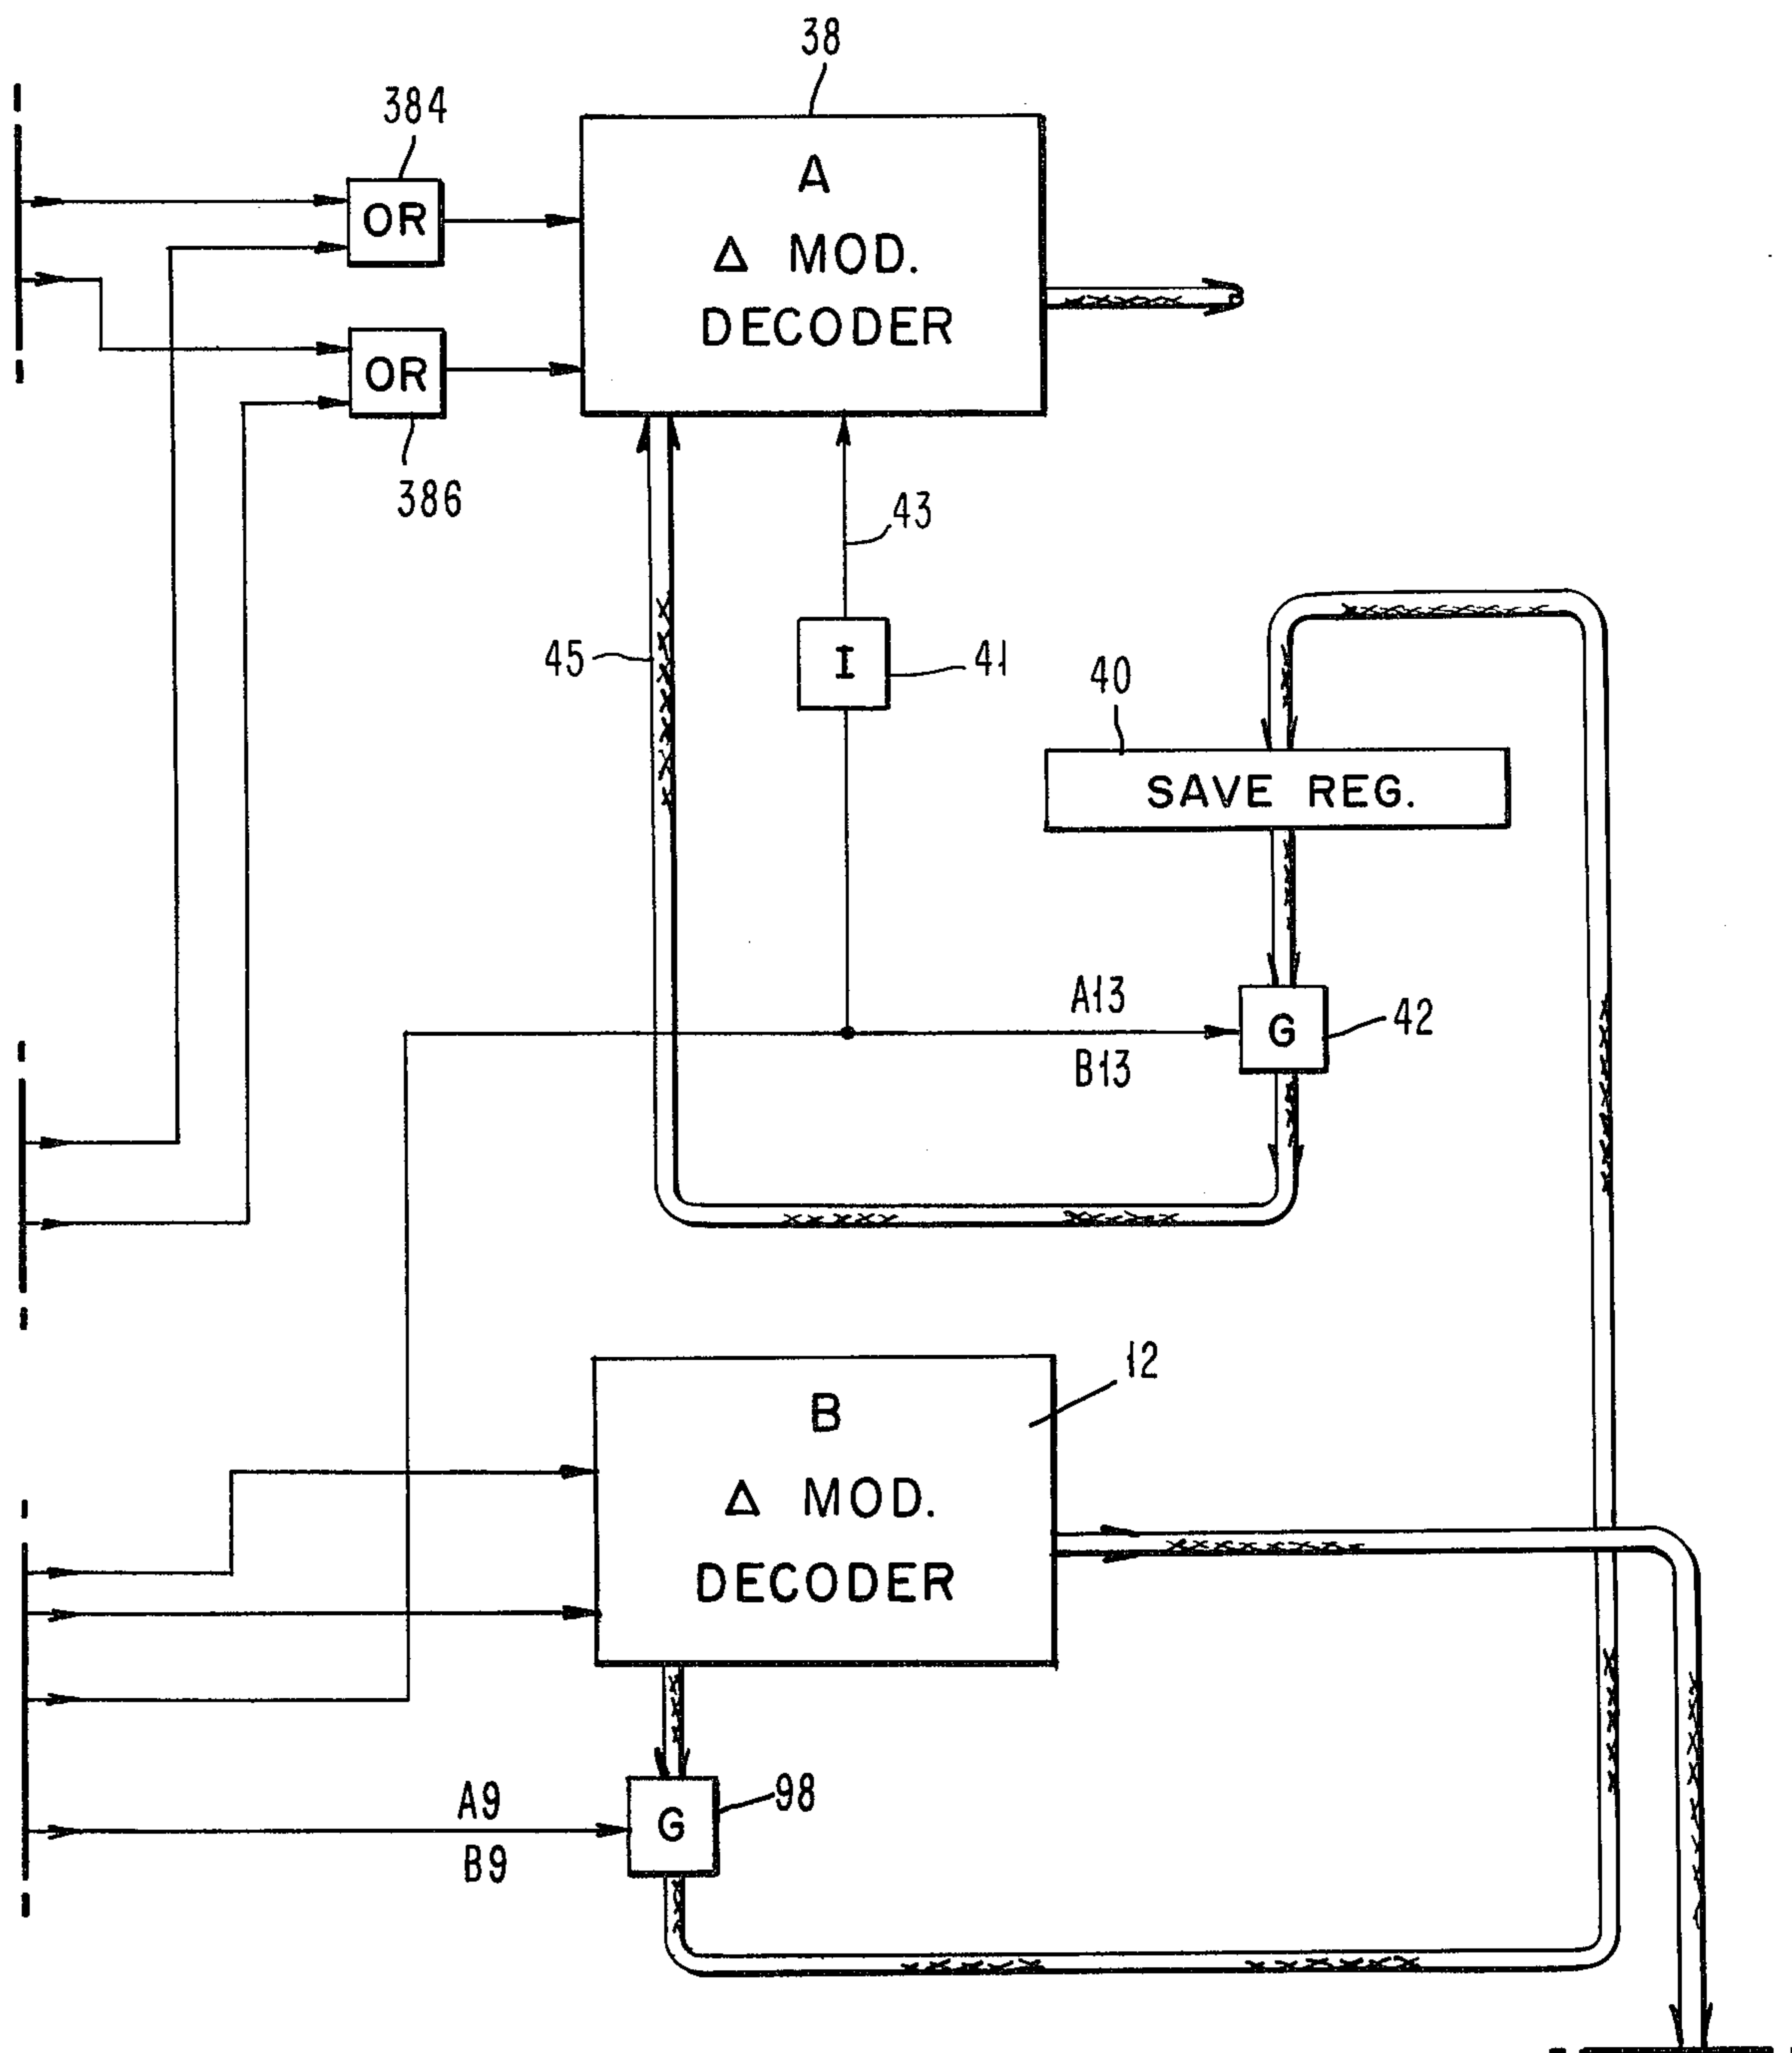 38
384
OR
A
Δ MOD.
DECODER
OR
386
43
45
I
41
40
SAVE REG.
A13
G
42
B13
12
B
Δ MOD.
DECODER
A9
G
98
B9